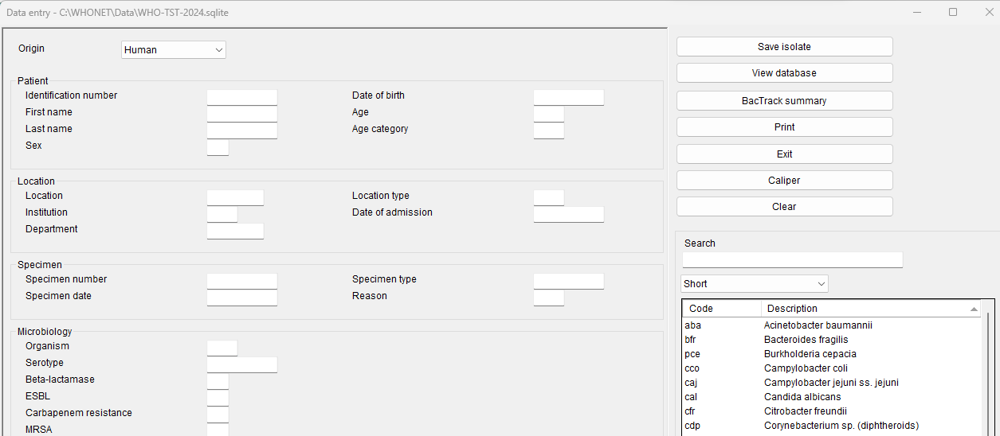 Data entry - C:\WHONET\Data\WHO-TST-2024.sqlite
Origin
Human
Patient
Identification number
Date of birth
First name
Age
Last name
Age category
Sex
Location
Location
Location type
Institution
Date of admission
Department
Specimen
Specimen number
Specimen type
Specimen date
Reason
Microbiology
Organism
Serotype
Beta-lactamase
ESBL
Carbapenem resistance
MRSA
Save isolate
View database
BacTrack summary
Print
Exit
Caliper
Clear
Search
Short
Code Description
aba Acinetobacter baumannii
bfr Bacteroides fragilis
pce Burkholderia cepacia
cco Campylobacter coli
caj Campylobacter jejuni ss. jejuni
cal Candida albicans
cfr Citrobacter freundii
cdp Corynebacterium sp. (diphtheroids)